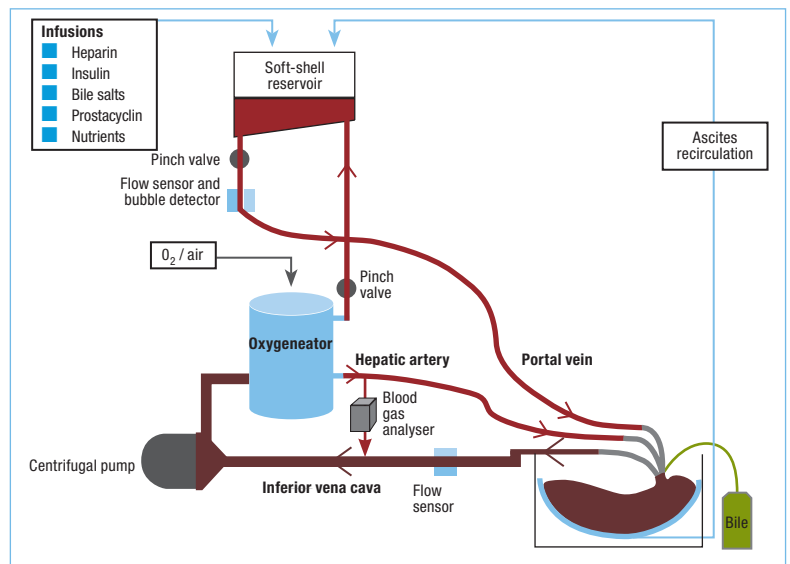 Infusions
Heparin
Insulin
Bile salts
Prostacyclin
Nutrients
Soft-shell
reservoir
Ascites
recirculation
Pinch valve
Flow sensor and
bubble detector
O₂ / air
Pinch
valve
Oxygeneator
Hepatic artery
Portal vein
Blood
gas
analyser
Centrifugal pump
Inferior vena cava
Flow
sensor
Bile